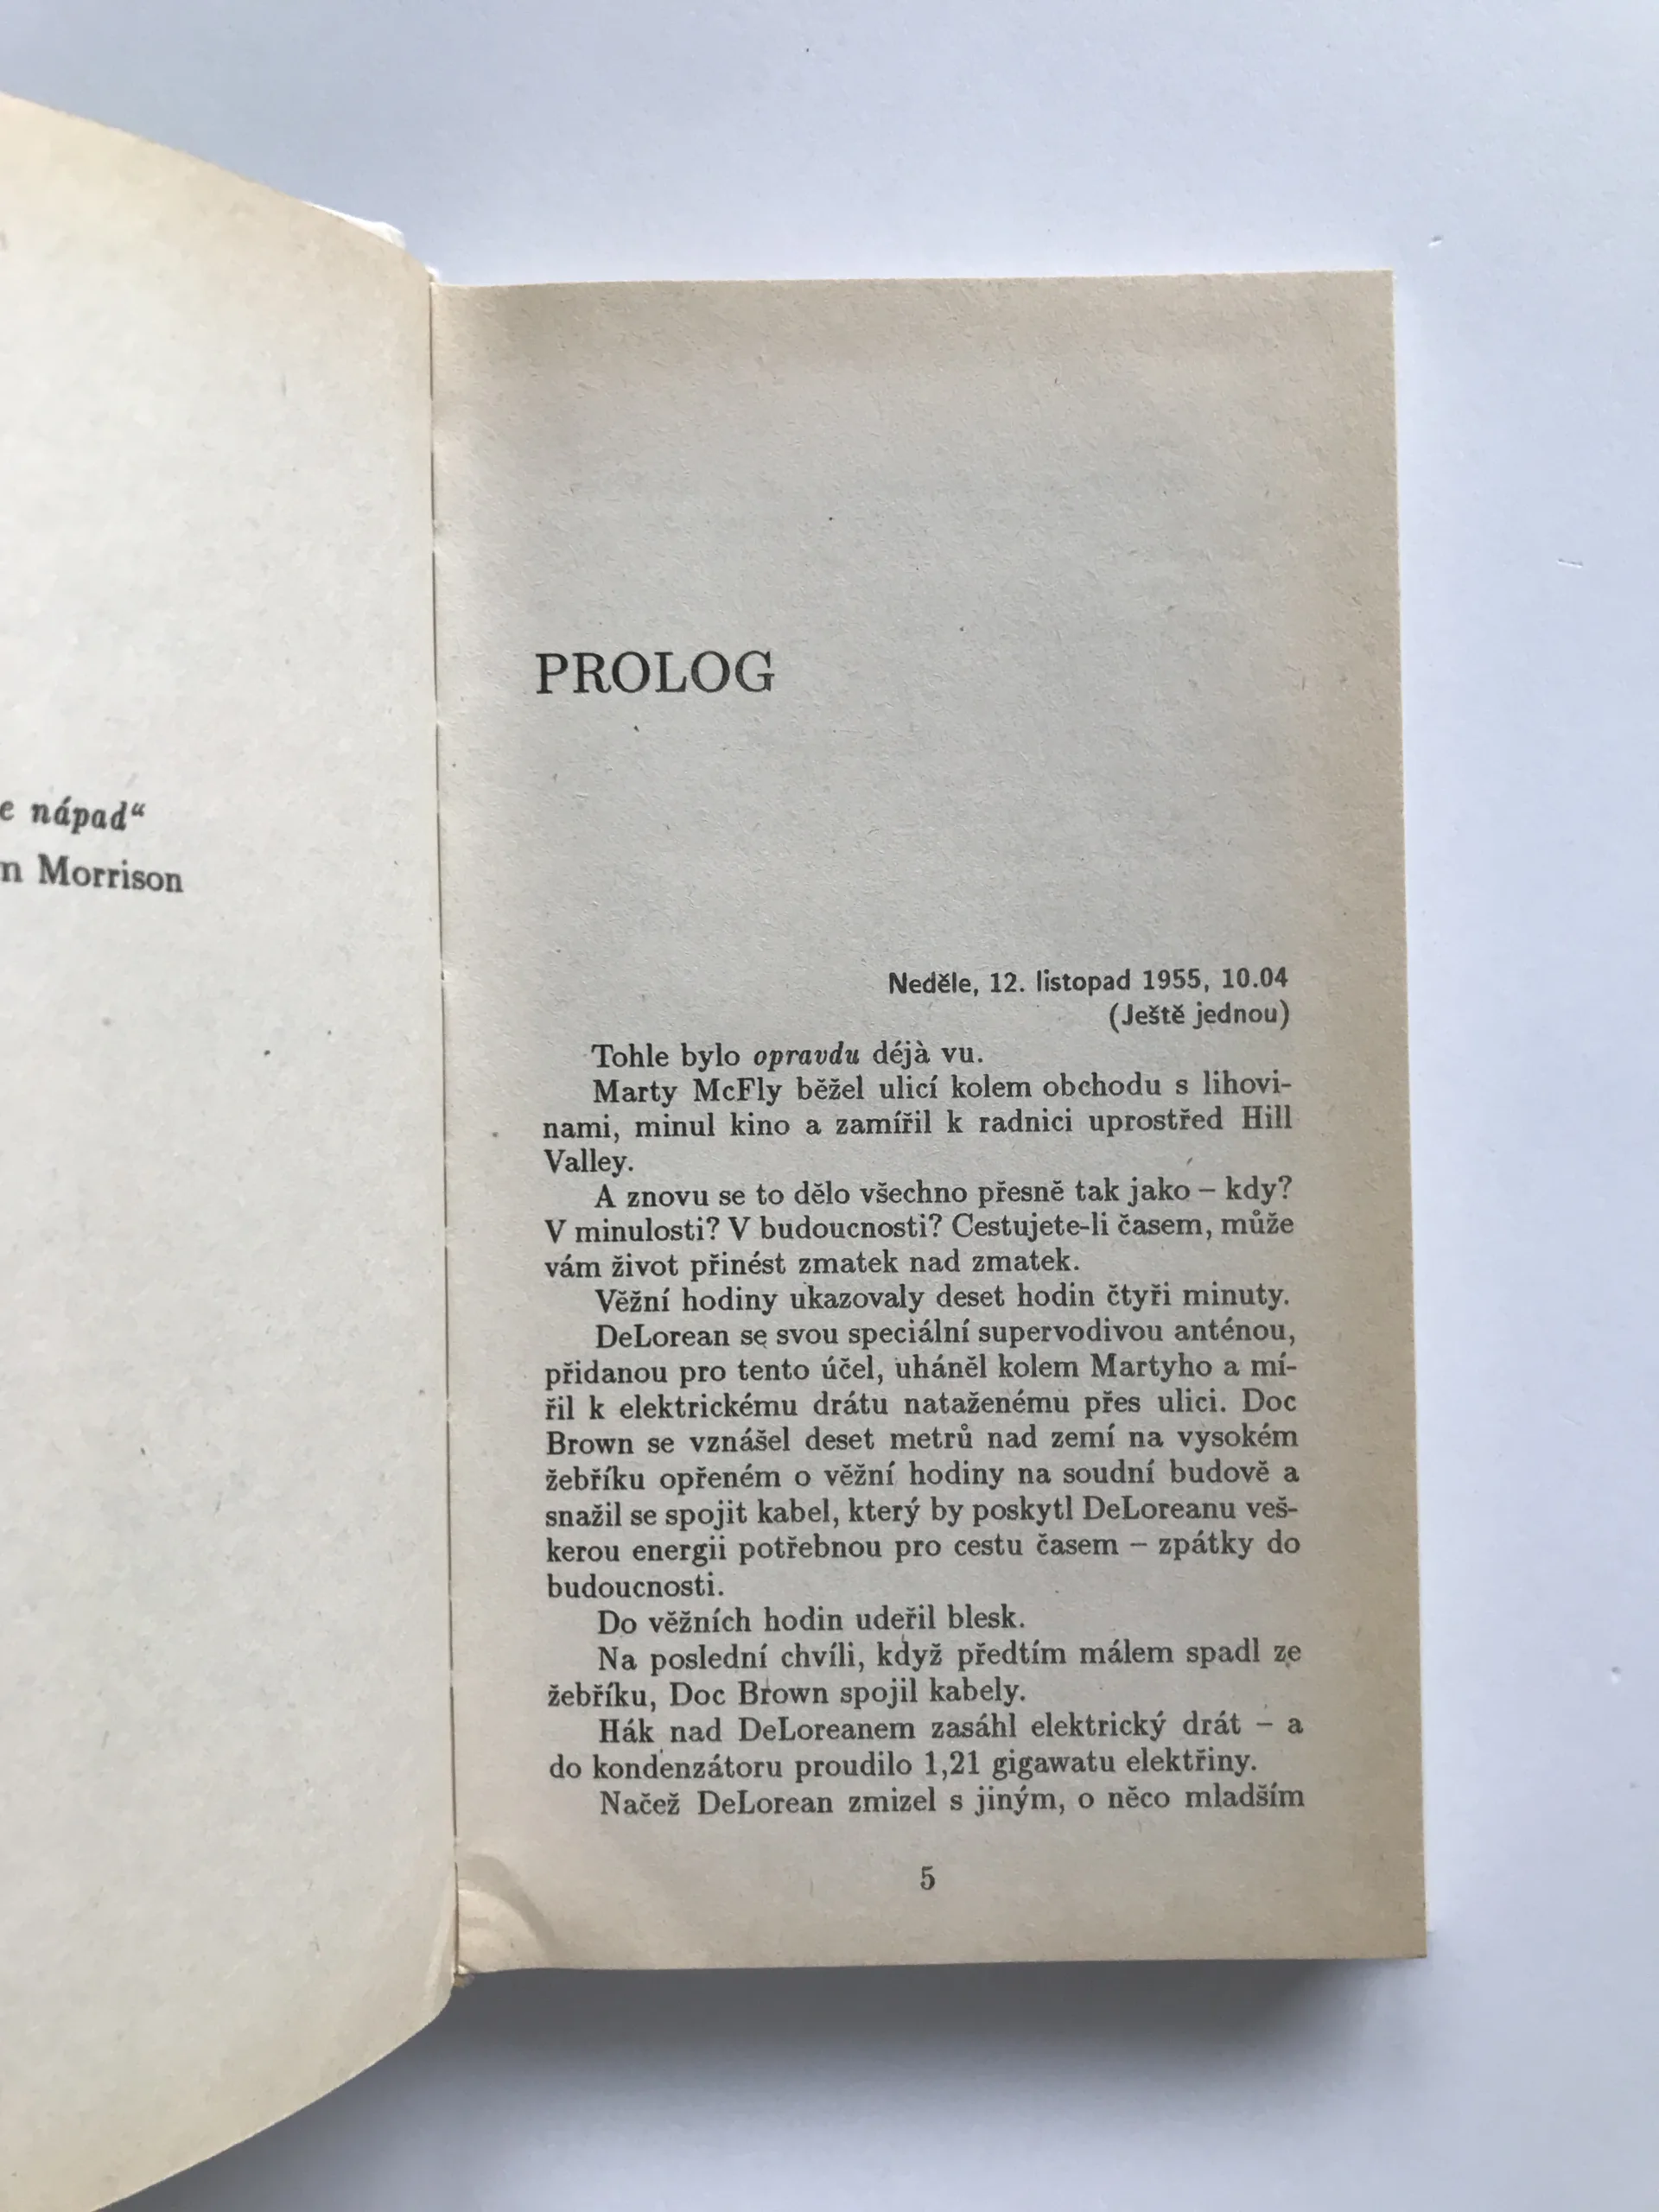 e nápad“
n Morrison
PROLOG
Neděle, 12. listopad 1955, 10.04
(Ještě jednou)
Tohle bylo opravdu déjà vu.
Marty McFly běžel ulicí kolem obchodu s lihovi-
nami, minul kino a zamířil k radnici uprostřed Hill
Valley.
A znovu se to dělo všechno přesně tak jako – kdy?
V minulosti? V budoucnosti? Cestujete-li časem, může
vám život přinést zmatek nad zmatek.
Věžní hodiny ukazovaly deset hodin čtyři minuty.
DeLorean se svou speciální supervodivou anténou,
přidanou pro tento účel, uháněl kolem Martyho a mí-
řil k elektrickému drátu nataženému přes ulici. Doc
Brown se vznášel deset metrů nad zemí na vysokém
žebříku opřeném o věžní hodiny na soudní budově a
snažil se spojit kabel, který by poskytl DeLoreanu veš-
kerou energii potřebnou pro cestu časem – zpátky do
budoucnosti.
Do věžních hodin udeřil blesk.
Na poslední chvíli, když předtím málem spadl ze
žebříku, Doc Brown spojil kabely.
Hák nad DeLoreanem zasáhl elektrický drát – a
do kondenzátoru proudilo 1,21 gigawatu elektřiny.
Načež DeLorean zmizel s jiným, o něco mladším
5